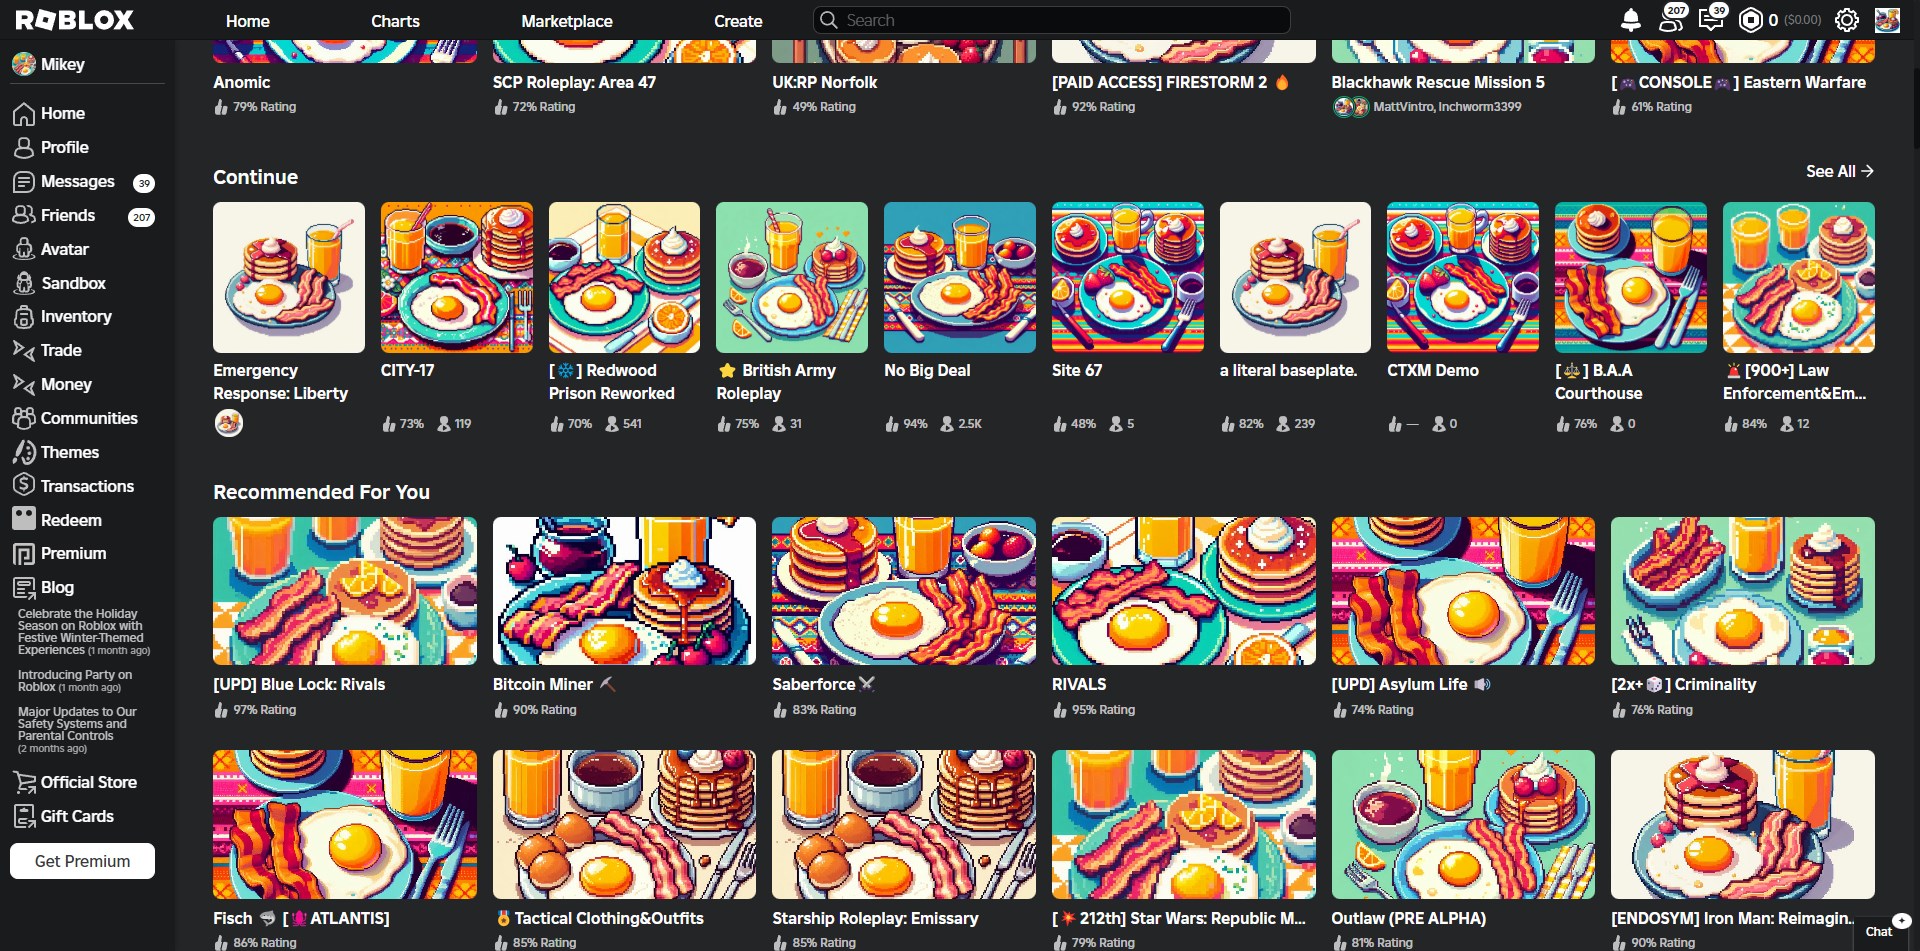 ROBLOX
Home
Charts
Marketplace
Create
Search
207
39
0 ($0.00)
Mikey
Home
Profile
Messages 39
Friends 207
Avatar
Sandbox
Inventory
Trade
Money
Communities
Themes
Transactions
Redeem
Premium
Blog
Celebrate the Holiday
Season on Roblox with
Festive Winter-Themed
Experiences (1 month ago)
Introducing Party on
Roblox (1 month ago)
Major Updates to Our
Safety Systems and
Parental Controls
(2 months ago)
Official Store
Gift Cards
Get Premium
Anomic
79% Rating
SCP Roleplay: Area 47
72% Rating
UK:RP Norfolk
49% Rating
[PAID ACCESS] FIRESTORM 2 🔥
92% Rating
Blackhawk Rescue Mission 5
MattVintro, Inchworm3399
[🎮CONSOLE🎮] Eastern Warfare
61% Rating
Continue
See All →
Emergency
Response: Liberty
CITY-17
73% 119
[❄️] Redwood
Prison Reworked
70% 541
⭐ British Army
Roleplay
75% 31
No Big Deal
94% 2.5K
Site 67
48% 5
a literal baseplate.
82% 239
CTXM Demo
— 0
[⚖️] B.A.A
Courthouse
76% 0
🚨[900+] Law
Enforcement&Em...
84% 12
Recommended For You
[UPD] Blue Lock: Rivals
97% Rating
Bitcoin Miner ⛏️
90% Rating
Saberforce⚔️
83% Rating
RIVALS
95% Rating
[UPD] Asylum Life 🔊
74% Rating
[2x+🎲] Criminality
76% Rating
Fisch 🦈 [🐙ATLANTIS]
86% Rating
🏅Tactical Clothing&Outfits
85% Rating
Starship Roleplay: Emissary
85% Rating
[💥212th] Star Wars: Republic M...
79% Rating
Outlaw (PRE ALPHA)
81% Rating
[ENDOSYM] Iron Man: Reimagin...
90% Rating
Chat